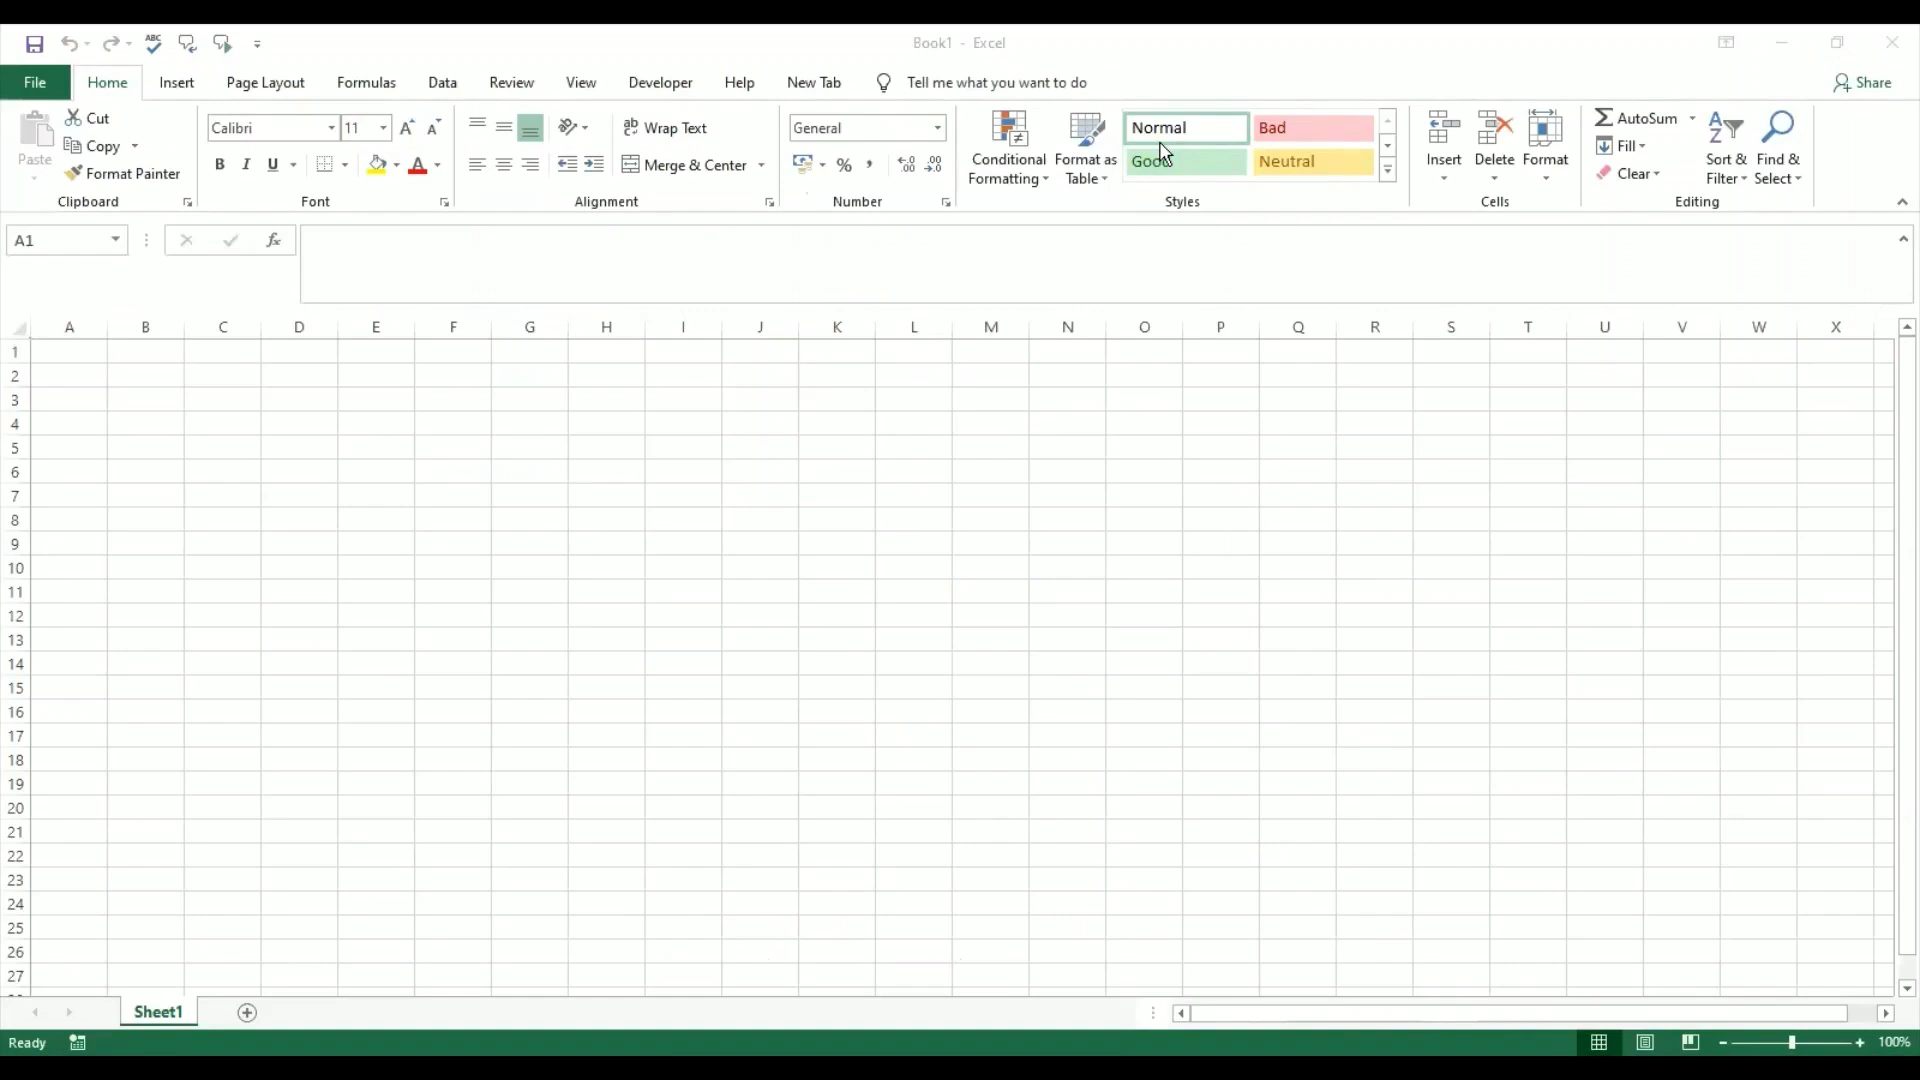 ABC
Book1 - Excel
File Home Insert Page Layout Formulas Data Review View Developer Help New Tab Tell me what you want to do Share
Paste
Cut
Copy
Format Painter
Clipboard
Calibri 11 A A
B I U A
Font
ab Wrap Text
Merge & Center
Alignment
General
% , .00
Number
Conditional Formatting
Format as Table
Normal Bad
Good Neutral
Styles
Insert Delete Format
Cells
AutoSum
Fill
Clear
Sort & Filter
Find & Select
Editing
A1 fx
A B C D E F G H I J K L M N O P Q R S T U V W X
1
2
3
4
5
6
7
8
9
10
11
12
13
14
15
16
17
18
19
20
21
22
23
24
25
26
27
Sheet1
Ready 100%